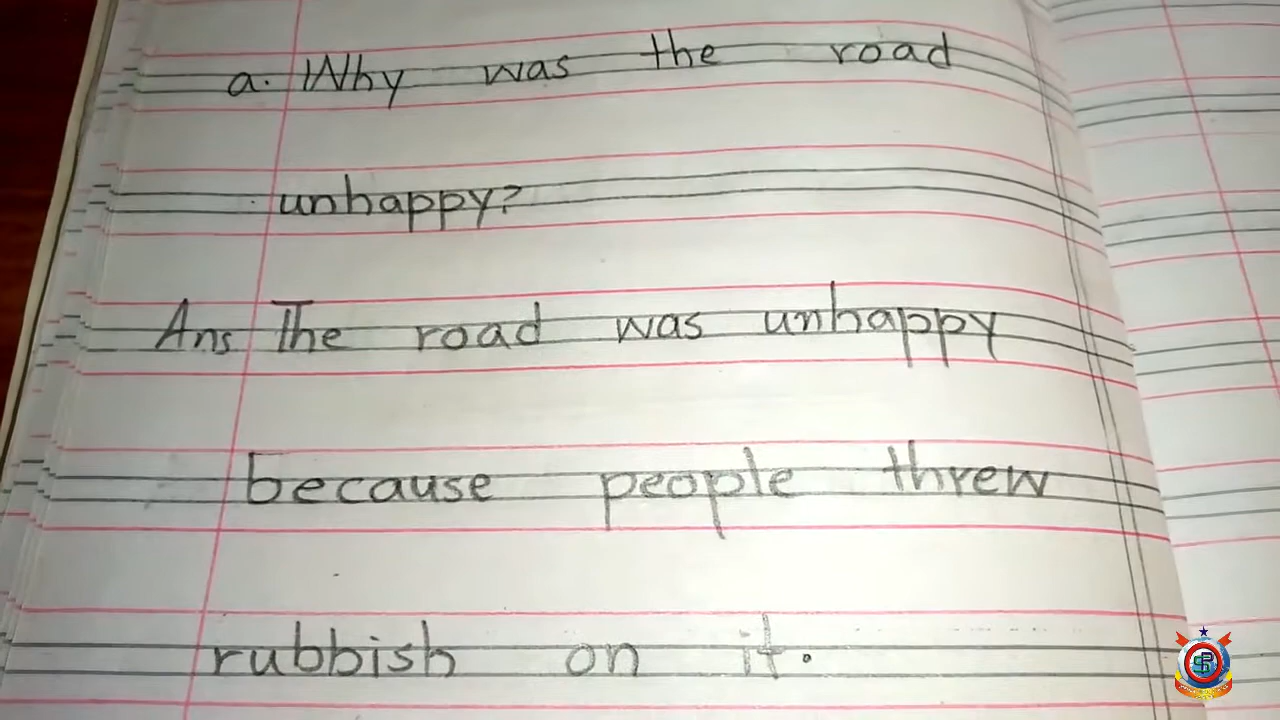 a. Why was the road
unhappy?
Ans The road was unhappy
because people threw
rubbish on it.